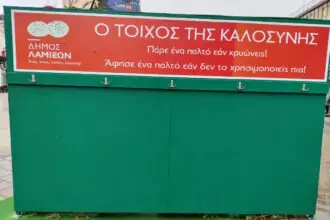 Ο ΤΟΙΧΟΣ ΤΗΣ ΚΑΛΟΣΥΝΗΣ
Πάρε ένα παλτό εάν κρυώνεις!
Άφησε ένα παλτό εάν δεν το χρησιμοποιείς πια!
ΔΗΜΟΣ
ΛΑΜΙΕΩΝ